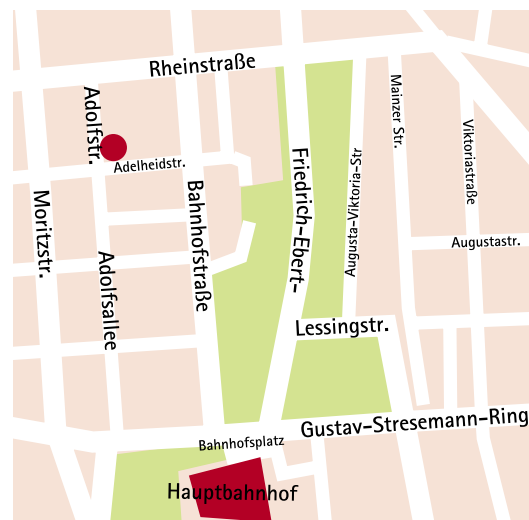 Rheinstraße
Adolfstr.
Mainzer Str.
Viktoriastraße
Adelheidstr.
Friedrich-Ebert-
Augusta-Viktoria-Str
Moritzstr.
Bahnhofstraße
Augustastr.
Adolfsallee
Lessingstr.
Gustav-Stresemann-Ring
Bahnhofsplatz
Hauptbahnhof